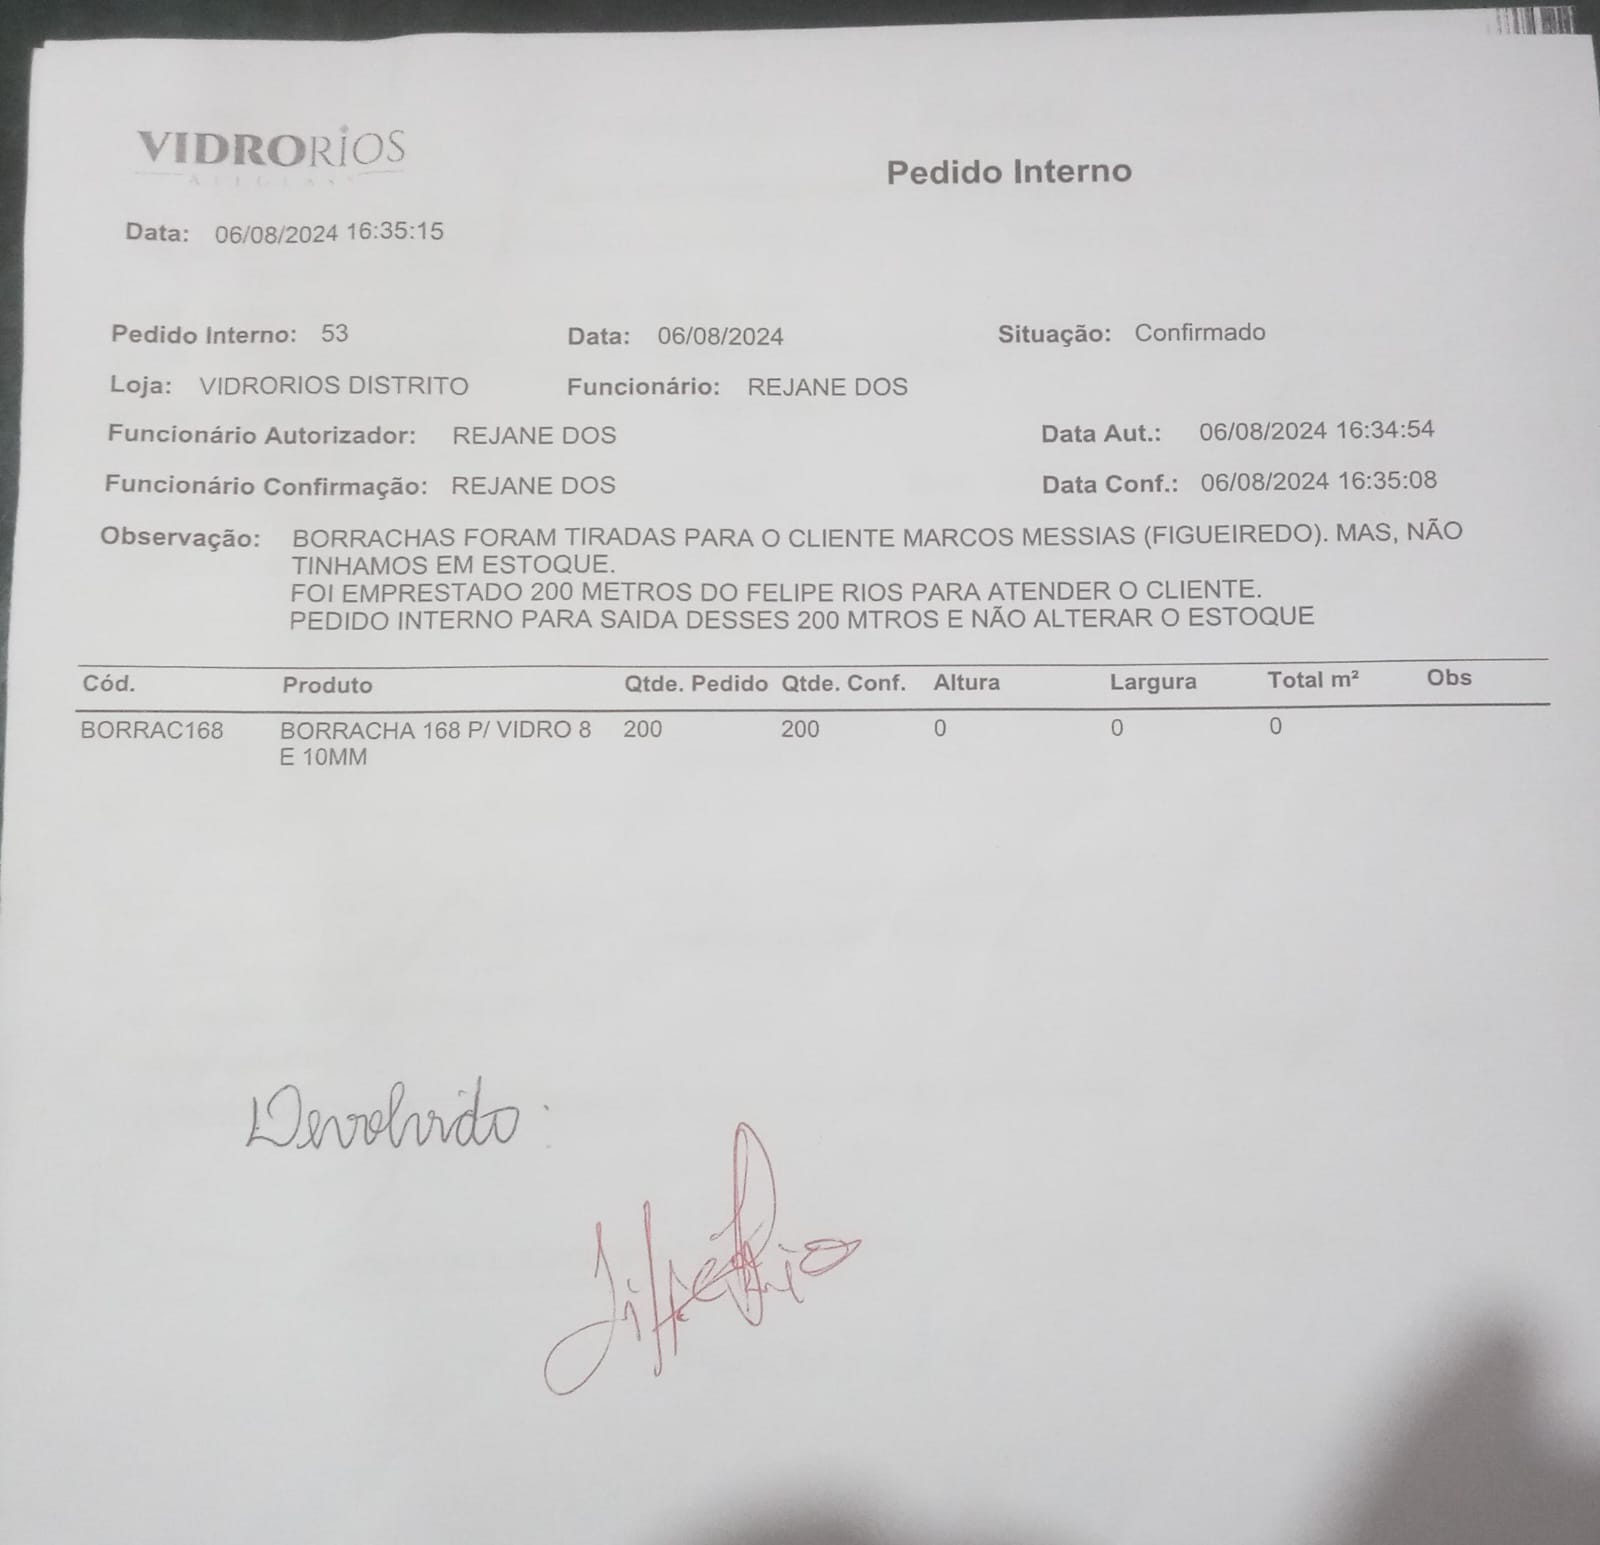 VIDRORIOS
Pedido Interno
Data: 06/08/2024 16:35:15
Pedido Interno: 53 Data: 06/08/2024 Situação: Confirmado
Loja: VIDRORIOS DISTRITO Funcionário: REJANE DOS
Funcionário Autorizador: REJANE DOS Data Aut.: 06/08/2024 16:34:54
Funcionário Confirmação: REJANE DOS Data Conf.: 06/08/2024 16:35:08
Observação: BORRACHAS FORAM TIRADAS PARA O CLIENTE MARCOS MESSIAS (FIGUEIREDO). MAS, NÃO
TINHAMOS EM ESTOQUE.
FOI EMPRESTADO 200 METROS DO FELIPE RIOS PARA ATENDER O CLIENTE.
PEDIDO INTERNO PARA SAIDA DESSES 200 MTROS E NÃO ALTERAR O ESTOQUE
Cód. Produto Qtde. Pedido Qtde. Conf. Altura Largura Total m² Obs
BORRAC168 BORRACHA 168 P/ VIDRO 8 200 200 0 0 0
E 10MM
Devolvido: